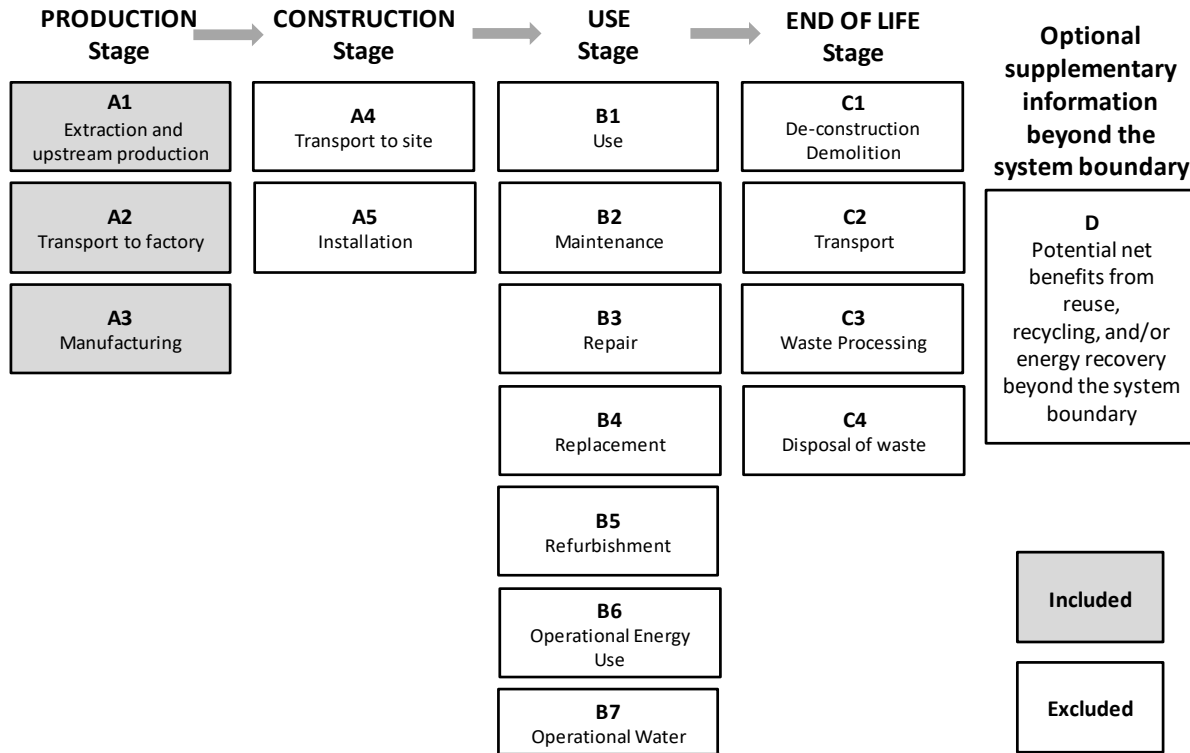 PRODUCTION
Stage
CONSTRUCTION
Stage
USE
Stage
END OF LIFE
Stage
Optional
supplementary
information
beyond the
system boundary
A1
Extraction and
upstream production
A2
Transport to factory
A3
Manufacturing
A4
Transport to site
A5
Installation
B1
Use
B2
Maintenance
B3
Repair
B4
Replacement
B5
Refurbishment
B6
Operational Energy
Use
B7
Operational Water
C1
De-construction
Demolition
C2
Transport
C3
Waste Processing
C4
Disposal of waste
D
Potential net
benefits from
reuse,
recycling, and/or
energy recovery
beyond the system
boundary
Included
Excluded